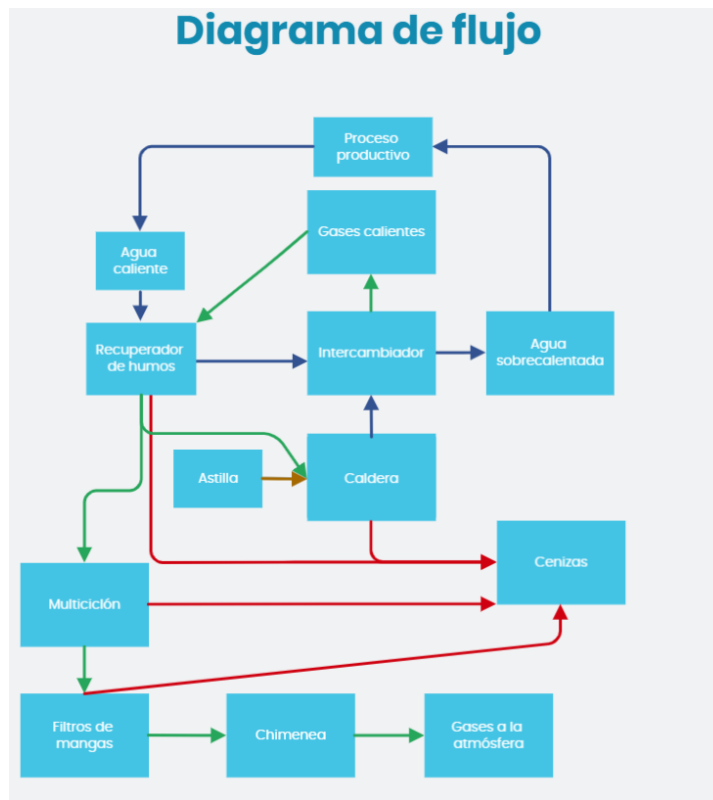 Diagrama de flujo
Proceso
productivo
Gases calientes
Agua
caliente
Recuperador
de humos
Intercambiador
Agua
sobrecalentada
Astilla
Caldera
Cenizas
Multiciclón
Filtros de
mangas
Chimenea
Gases a la
atmósfera